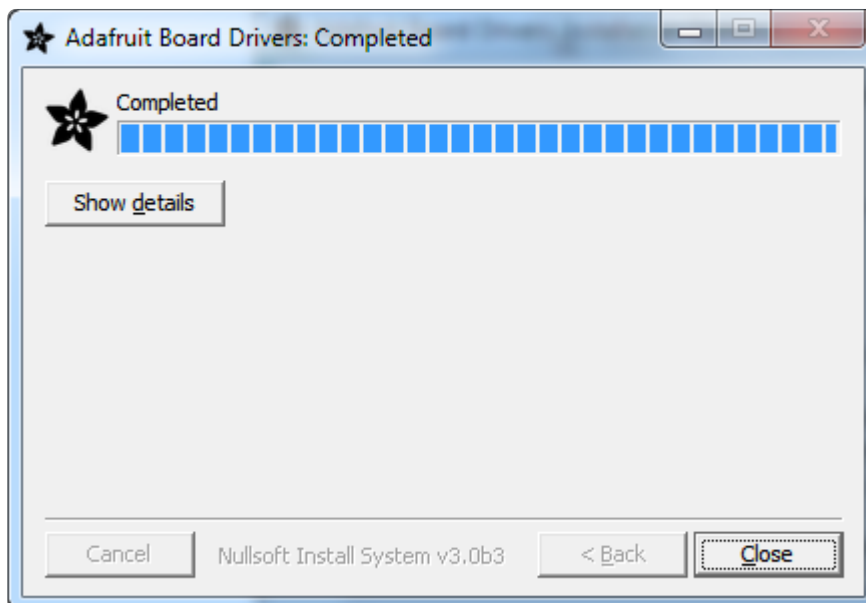 Adafruit Board Drivers: Completed
Completed
Show details
Cancel
Nullsoft Install System v3.0b3
< Back
Close